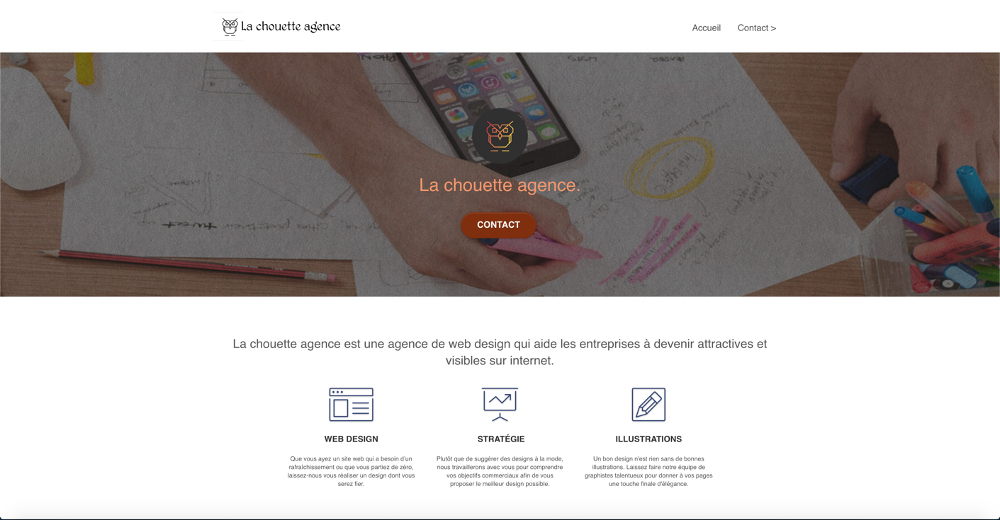 La chouette agence
Accueil
Contact >
La chouette agence.
CONTACT
La chouette agence est une agence de web design qui aide les entreprises à devenir attractives et
visibles sur internet.
WEB DESIGN
Que vous ayez un site web qui a besoin d'un
rafraîchissement ou que vous partiez de zéro,
laissez-nous vous réaliser un design dont vous
serez fier.
STRATÉGIE
Plutôt que de suggérer des designs à la mode,
nous travaillerons avec vous pour comprendre
vos objectifs commerciaux afin de vous
proposer le meilleur design possible.
ILLUSTRATIONS
Un bon design n'est rien sans de bonnes
illustrations. Laissez faire notre équipe de
graphistes talentueux pour donner à vos pages
une touche finale d'élégance.